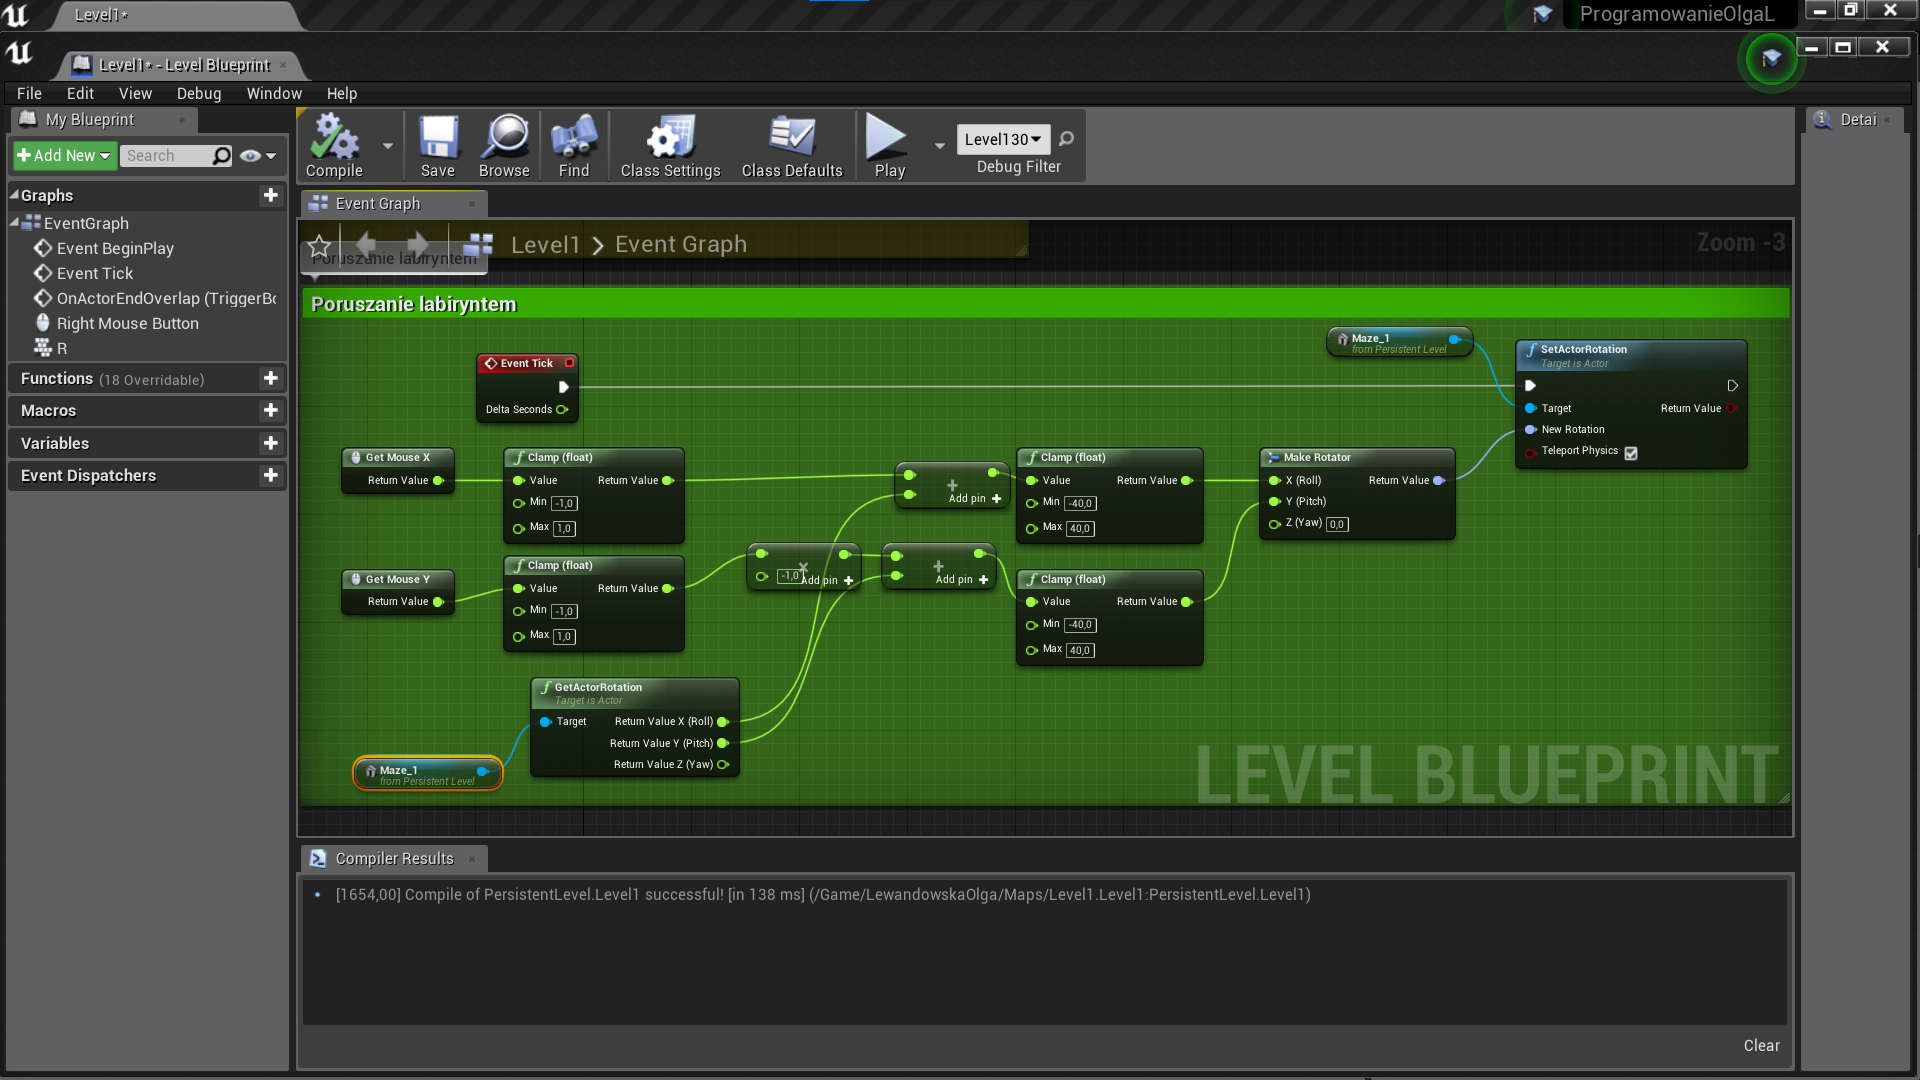 Level1*
ProgramowanieOlgaL
Level1* - Level Blueprint
File Edit View Debug Window Help
My Blueprint
Detai
Add New
Search
Compile
Save
Browse
Find
Class Settings
Class Defaults
Play
Level130
Debug Filter
Graphs
EventGraph
Event BeginPlay
Event Tick
OnActorEndOverlap (TriggerBo
Right Mouse Button
R
Functions (18 Overridable)
Macros
Variables
Event Dispatchers
Event Graph
Level1 > Event Graph
Zoom -3
Poruszanie labiryntem
Poruszanie labiryntem
Event Tick
Delta Seconds
Maze_1
from Persistent Level
SetActorRotation
Target is Actor
Target
Return Value
New Rotation
Teleport Physics
Get Mouse X
Return Value
Clamp (float)
Value
Return Value
Min -1,0
Max 1,0
Add pin
Clamp (float)
Value
Return Value
Min -40,0
Max 40,0
Make Rotator
X (Roll)
Return Value
Y (Pitch)
Z (Yaw) 0,0
Get Mouse Y
Return Value
Clamp (float)
Value
Return Value
Min -1,0
Max 1,0
-1,0
Add pin
Add pin
Clamp (float)
Value
Return Value
Min -40,0
Max 40,0
GetActorRotation
Target is Actor
Target
Return Value X (Roll)
Return Value Y (Pitch)
Return Value Z (Yaw)
Maze_1
from Persistent Level
LEVEL BLUEPRINT
Compiler Results
[1654,00] Compile of PersistentLevel.Level1 successful! [in 138 ms] (/Game/LewandowskaOlga/Maps/Level1.Level1:PersistentLevel.Level1)
Clear